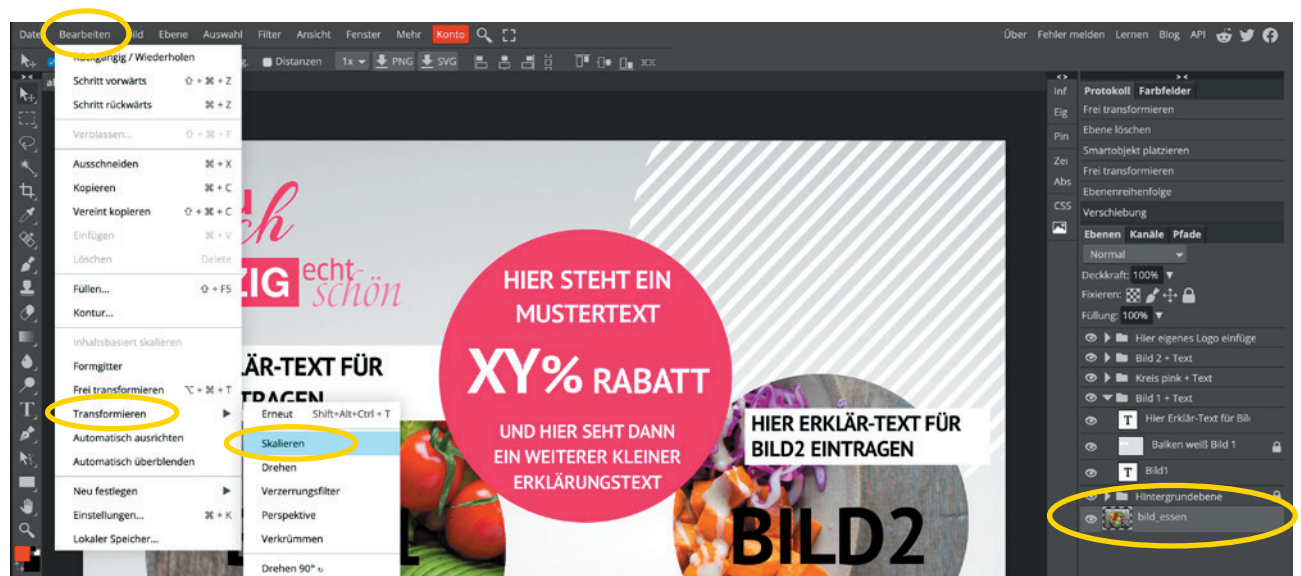 Date Bearbeiten ild Ebene Auswahl Filter Ansicht Fenster Mehr Konto Über Fehler melden Lernen Blog API
g. Distanzen 1x PNG SVG
Rückgängig / Wiederholen
Schritt vorwärts ⇧ + ⌘ + Z
Schritt rückwärts ⌘ + Z
Verblassen... ⇧ + ⌘ + F
Ausschneiden ⌘ + X
Kopieren ⌘ + C
Vereint kopieren ⇧ + ⌘ + C
Einfügen ⌘ + V
Löschen Delete
Füllen... ⇧ + F5
Kontur...
Inhaltsbasiert skalieren
Formgitter
Frei transformieren ⌥ + ⌘ + T
Transformieren
Automatisch ausrichten
Automatisch überblenden
Neu festlegen
Einstellungen... ⌘ + K
Lokaler Speicher...
Erneut Shift+Alt+Ctrl + T
Skalieren
Drehen
Verzerrungsfilter
Perspektive
Verkrümmen
Drehen 90° ↻
ch
ZIG echt-
schön
ÄR-TEXT FÜR
TRAGEN
HIER STEHT EIN
MUSTERTEXT
XY% RABATT
UND HIER SEHT DANN
EIN WEITERER KLEINER
ERKLÄRUNGSTEXT
HIER ERKLÄR-TEXT FÜR
BILD2 EINTRAGEN
BILD2
Inf
Eig
Pin
Zei
Abs
CSS
Protokoll Farbfelder
Frei transformieren
Ebene löschen
Smartobjekt platzieren
Frei transformieren
Ebenenreihenfolge
Verschiebung
Ebenen Kanäle Pfade
Normal
Deckkraft: 100%
Fixieren:
Füllung: 100%
Hier eigenes Logo einfüge
Bild 2 + Text
Kreis pink + Text
Bild 1 + Text
T Hier Erklär-Text für Bil
Balken weiß Bild 1
T Bild1
Hintergrundebene
bild_essen